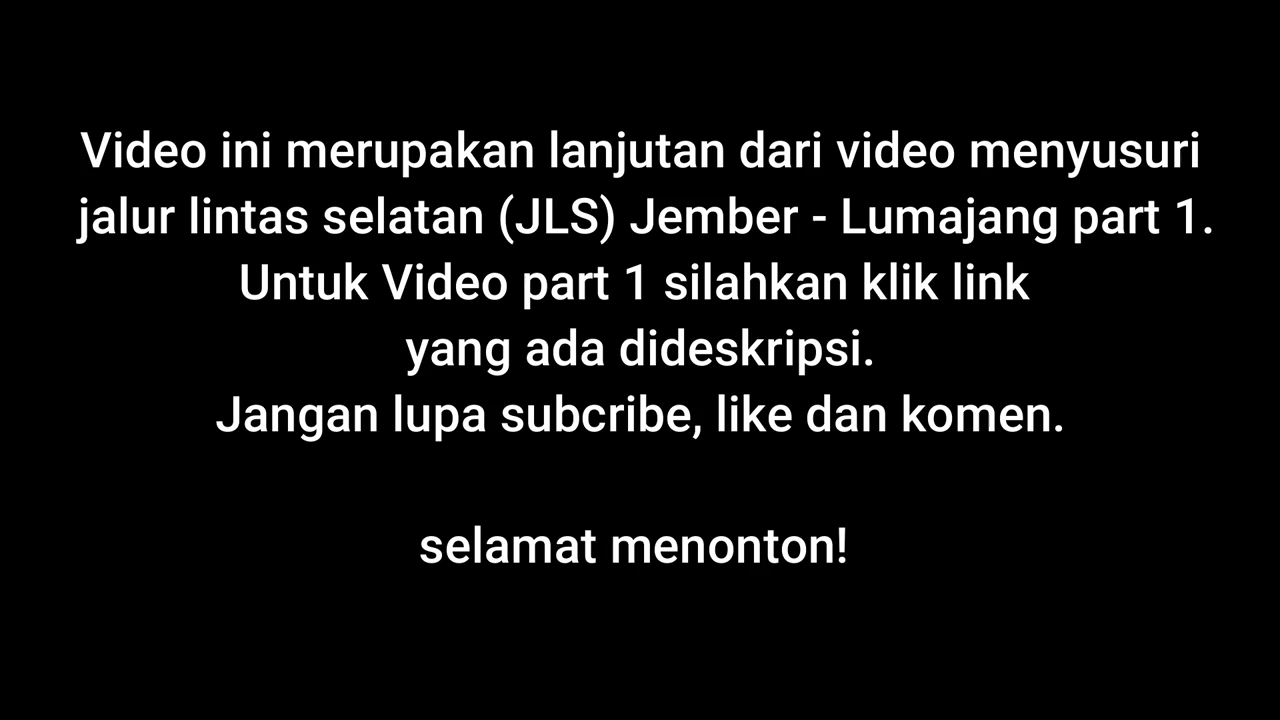 Video ini merupakan lanjutan dari video menyusuri
jalur lintas selatan (JLS) Jember - Lumajang part 1.
Untuk Video part 1 silahkan klik link
yang ada dideskripsi.
Jangan lupa subcribe, like dan komen.
selamat menonton!